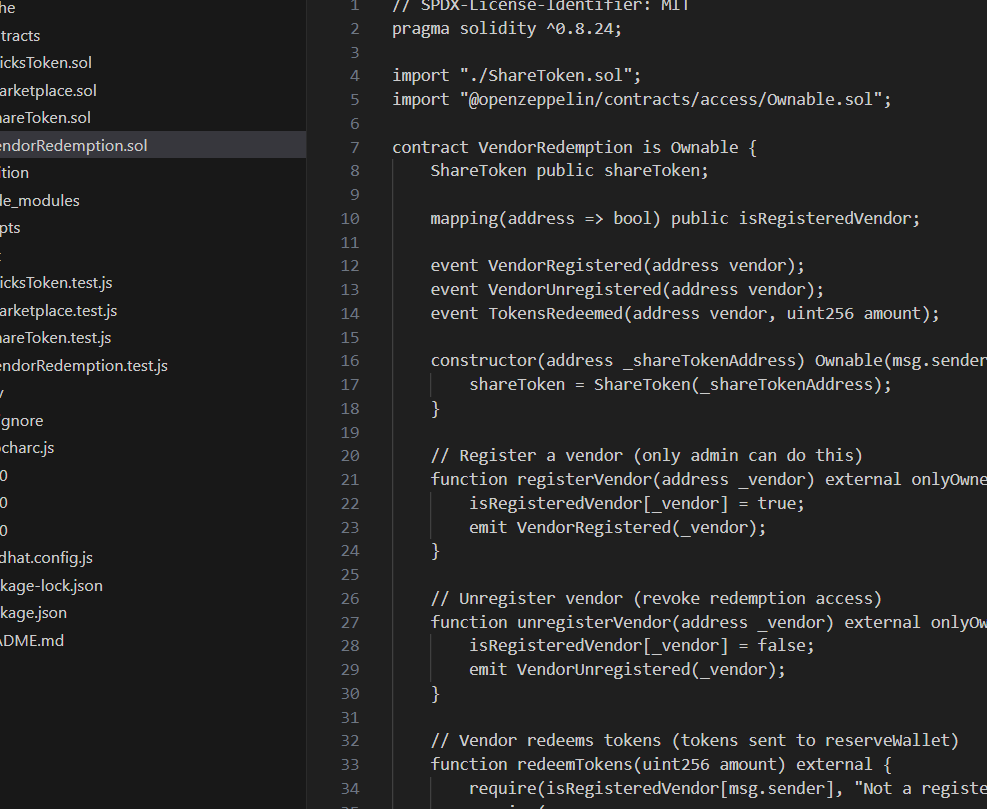 he
tracts
icksToken.sol
arketplace.sol
areToken.sol
endorRedemption.sol
ition
de_modules
pts
t
icksToken.test.js
arketplace.test.js
areToken.test.js
endorRedemption.test.js
v
ignore
ocharc.js
0
0
0
dhat.config.js
kage-lock.json
kage.json
ADME.md
1 // SPDX-License-Identifier: MIT
2 pragma solidity ^0.8.24;
3
4 import "./ShareToken.sol";
5 import "@openzeppelin/contracts/access/Ownable.sol";
6
7 contract VendorRedemption is Ownable {
8 ShareToken public shareToken;
9
10 mapping(address => bool) public isRegisteredVendor;
11
12 event VendorRegistered(address vendor);
13 event VendorUnregistered(address vendor);
14 event TokensRedeemed(address vendor, uint256 amount);
15
16 constructor(address _shareTokenAddress) Ownable(msg.sender
17 shareToken = ShareToken(_shareTokenAddress);
18 }
19
20 // Register a vendor (only admin can do this)
21 function registerVendor(address _vendor) external onlyOwne
22 isRegisteredVendor[_vendor] = true;
23 emit VendorRegistered(_vendor);
24 }
25
26 // Unregister vendor (revoke redemption access)
27 function unregisterVendor(address _vendor) external onlyOw
28 isRegisteredVendor[_vendor] = false;
29 emit VendorUnregistered(_vendor);
30 }
31
32 // Vendor redeems tokens (tokens sent to reserveWallet)
33 function redeemTokens(uint256 amount) external {
34 require(isRegisteredVendor[msg.sender], "Not a registe